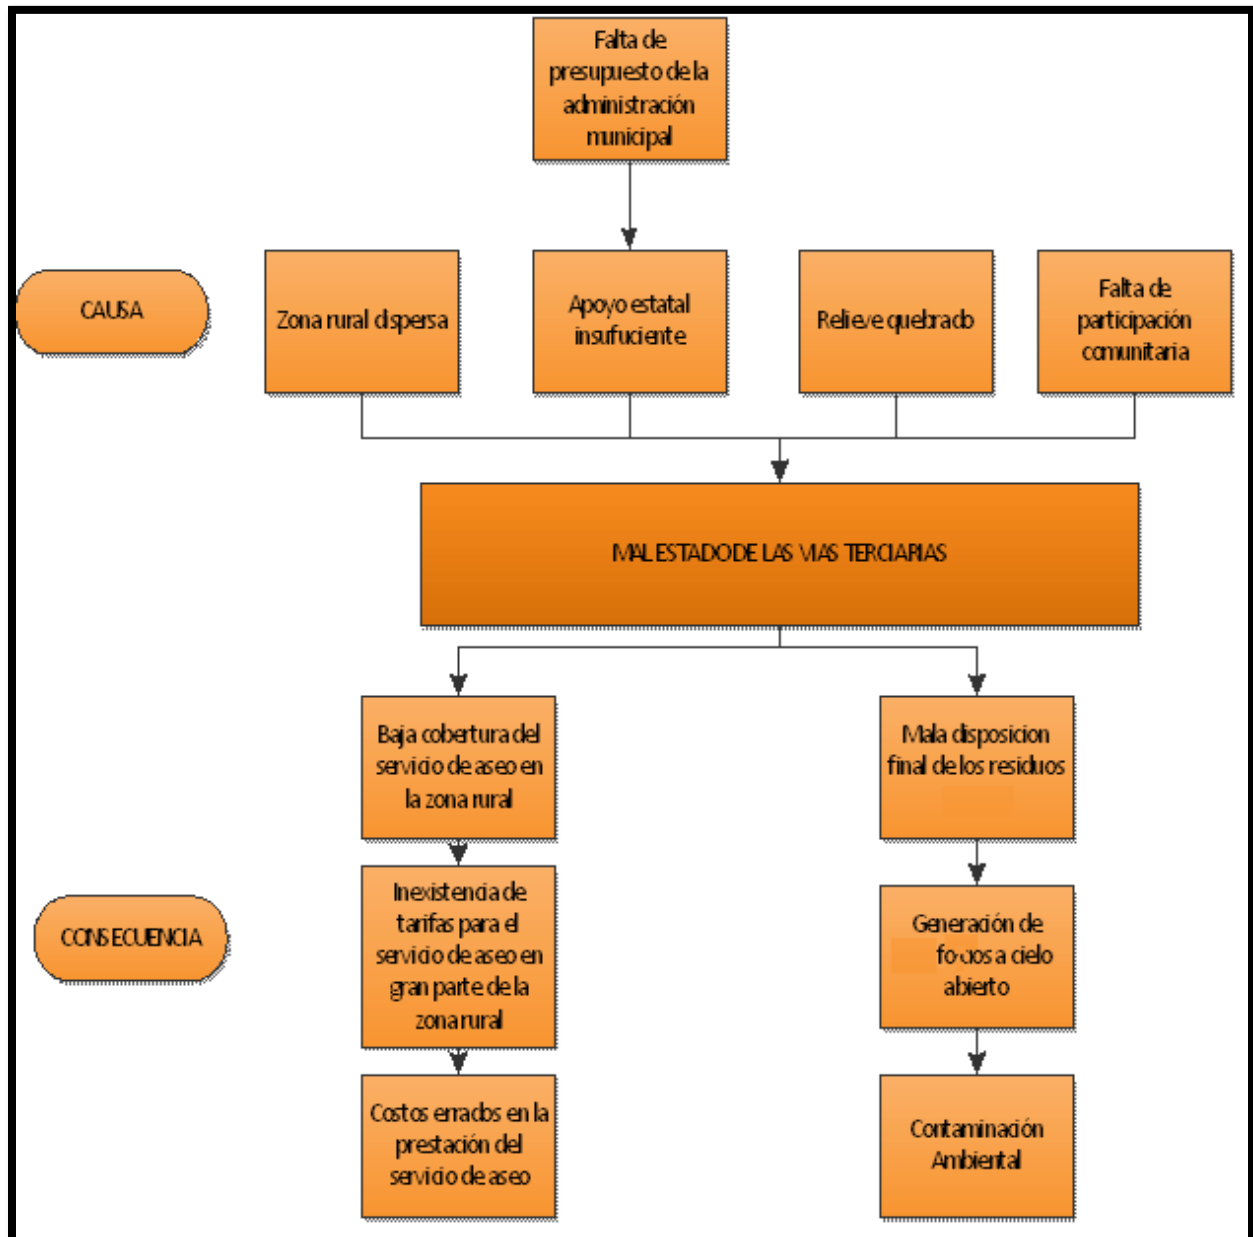 Falta de
presupuesto de la
administración
municipal
CAUSA
Zona rural dispersa
Apoyo estatal
insufuciente
Relieve quebrado
Falta de
participación
comunitaria
MAL ESTADO DE LAS VIAS TERCIARIAS
Baja cobertura del
servicio de aseo en
la zona rural
Mala disposicion
final de los residuos
CONSECUENCIA
Inexistencia de
tarifas para el
servicio de aseo en
gran parte de la
zona rural
Generación de
a cielo
abierto
Costos errados en la
prestación del
servicio de aseo
Contaminación
Ambiental